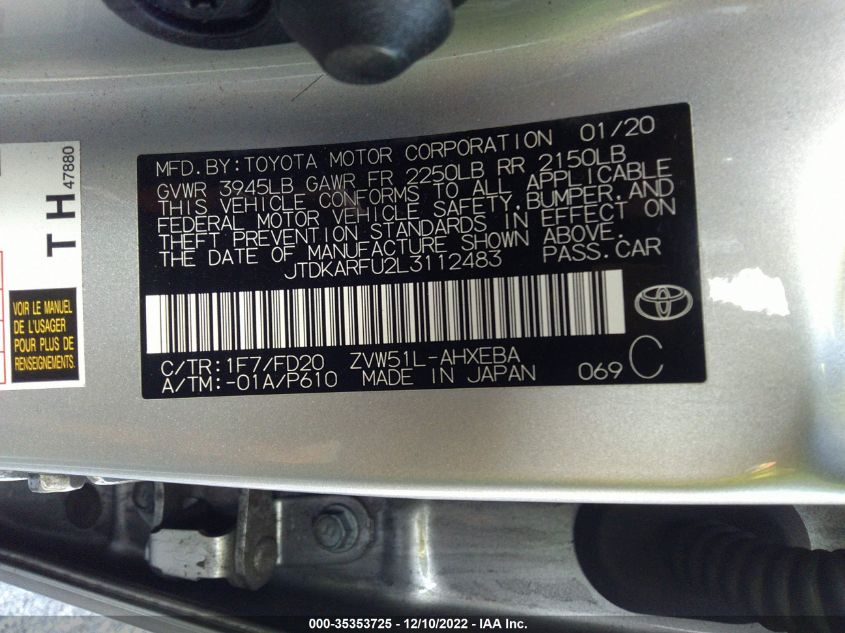 MFD. BY: TOYOTA MOTOR CORPORATION 01/20
GVWR 3945LB GAWR FR 2250LB RR 2150LB
THIS VEHICLE CONFORMS TO ALL APPLICABLE
FEDERAL MOTOR VEHICLE SAFETY, BUMPER, AND
THEFT PREVENTION STANDARDS IN EFFECT ON
THE DATE OF MANUFACTURE SHOWN ABOVE.
JTDKARFU2L3112483 PASS. CAR
C/TR: 1F7/FD20 ZVW51L-AHXEBA
A/TM: -01A/P610 MADE IN JAPAN 069 C
TH
47880
VOIR LE MANUEL
DE L'USAGER
POUR PLUS DE
RENSEIGNEMENTS
000-35353725 - 12/10/2022 - IAA Inc.